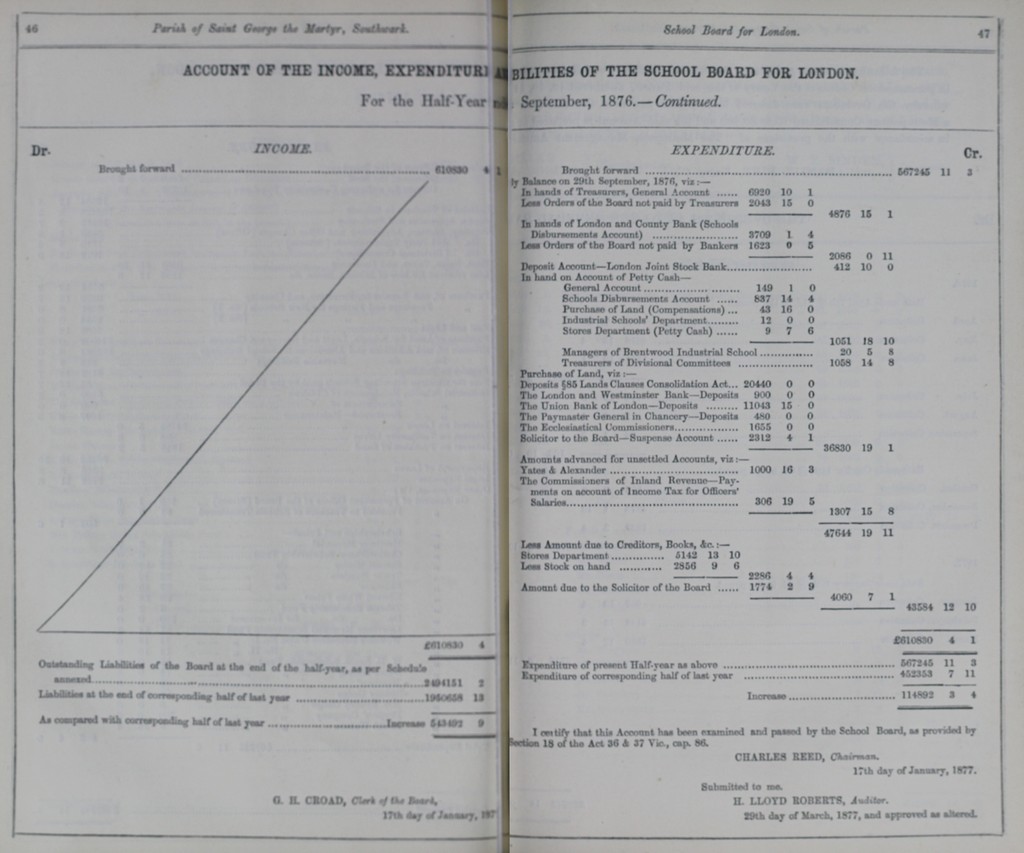 46
Parish of Saint George the Martyr, Southwark.
ACCOUNT OF THE INCOME, EXPENDITURE
For the Half-Year
Dr.
INCOME.
Brought forward ........ 610830 4 1
£610830 4
Outstanding Liabilities of the Board at the end of the half-year, as per Schedule
annexed........ 2494151 2
Liabilities at the end of corresponding half of last year ........ 1950658 13
As compared with corresponding half of last year ........ Increase 543492 9
G. H. CROAD, Clerk of the Board,
17th day of January,
School Board for London.
47
BILITIES OF THE SCHOOL BOARD FOR LONDON.
September, 1876.—Continued.
EXPENDITURE.
Cr.
Brought forward ........ 567245 11 3
by Balance on 29th September, 1876, viz:—
In hands of Treasurers, General Account ...... 6920 10 1
Less Orders of the Board not paid by Treasurers 2043 15 0
4876 15 1
In hands of London and County Bank (Schools
Disbursements Account) ........ 3709 1 4
Less Orders of the Board not paid by Bankers 1623 0 5
2086 0 11
Deposit Account—London Joint Stock Bank........ 412 10 0
In hand on Account of Petty Cash—
General Account ........ 149 1 0
Schools Disbursements Account ...... 837 14 4
Purchase of Land (Compensations) ... 43 16 0
Industrial Schools' Department........ 12 0 0
Stores Department (Petty Cash) ...... 9 7 6
1051 18 10
Managers of Brentwood Industrial School ........ 20 5 8
Treasurers of Divisional Committees ........ 1058 14 8
Purchase of Land, viz:—
Deposits §85 Lands Clauses Consolidation Act... 20440 0 0
The London and Westminster Bank—Deposits 900 0 0
The Union Bank of London—Deposits ........ 11043 15 0
The Paymaster General in Chancery—Deposits 480 0 0
The Ecclesiastical Commissioners........ 1655 0 0
Solicitor to the Board—Suspense Account ...... 2312 4 1
36830 19 1
Amounts advanced for unsettled Accounts, viz:—
Yates & Alexander ........ 1000 16 3
The Commissioners of Inland Revenue—Pay-
ments on account of Income Tax for Officers'
Salaries........ 306 19 5
1307 15 8
47644 19 11
Less Amount due to Creditors, Books, &c.:—
Stores Department ........ 5142 13 10
Less Stock on hand ........ 2856 9 6
2286 4 4
Amount due to the Solicitor of the Board ...... 1774 2 9
4060 7 1
43584 12 10
£610830 4 1
Expenditure of present Half-year as above ........ 567245 11 3
Expenditure of corresponding half of last year ........ 452353 7 11
Increase ........ 114892 3 4
I certify that this Account has been examined and passed by the School Board, as provided by
Section 18 of the Act 36 & 37 Vic., cap. 86.
CHARLES REED, Chairman.
17th day of January, 1877.
Submitted to me.
H. LLOYD ROBERTS, Auditor.
29th day of March, 1877, and approved as altered.